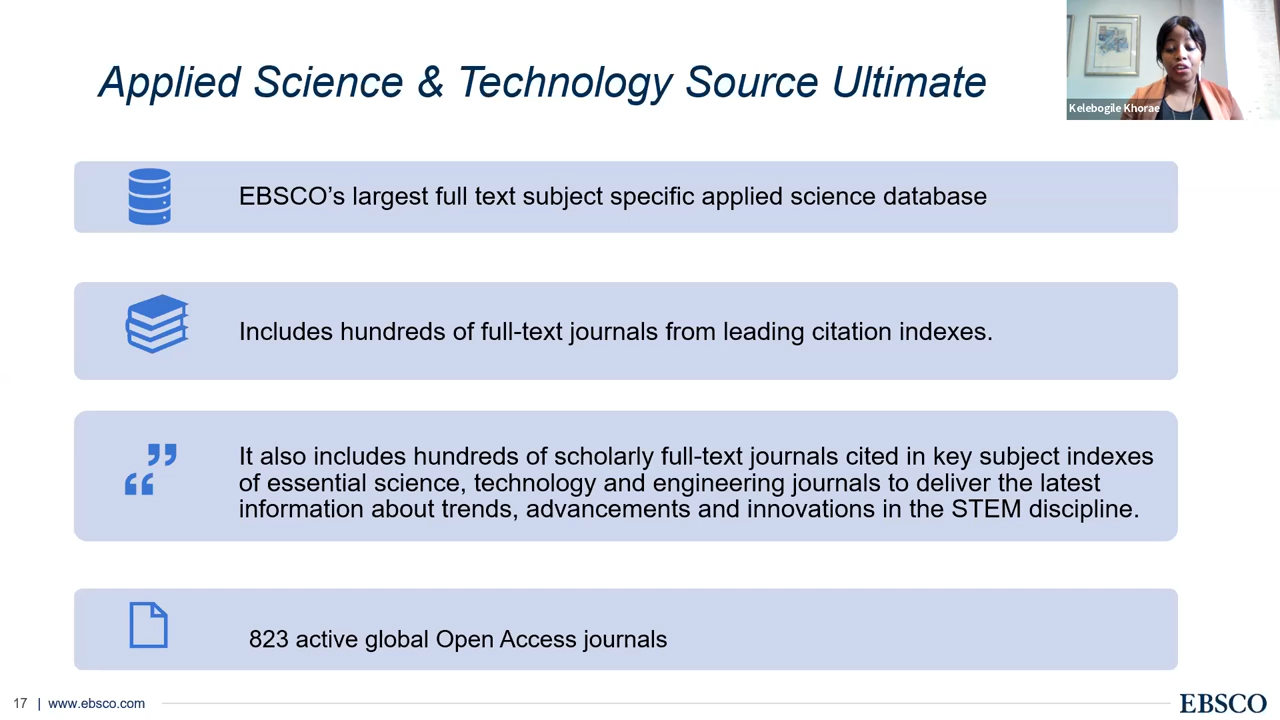 Applied Science & Technology Source Ultimate
Kelebogile Khorae
EBSCO’s largest full text subject specific applied science database
Includes hundreds of full-text journals from leading citation indexes.
It also includes hundreds of scholarly full-text journals cited in key subject indexes
of essential science, technology and engineering journals to deliver the latest
information about trends, advancements and innovations in the STEM discipline.
823 active global Open Access journals
17 | www.ebsco.com
EBSCO